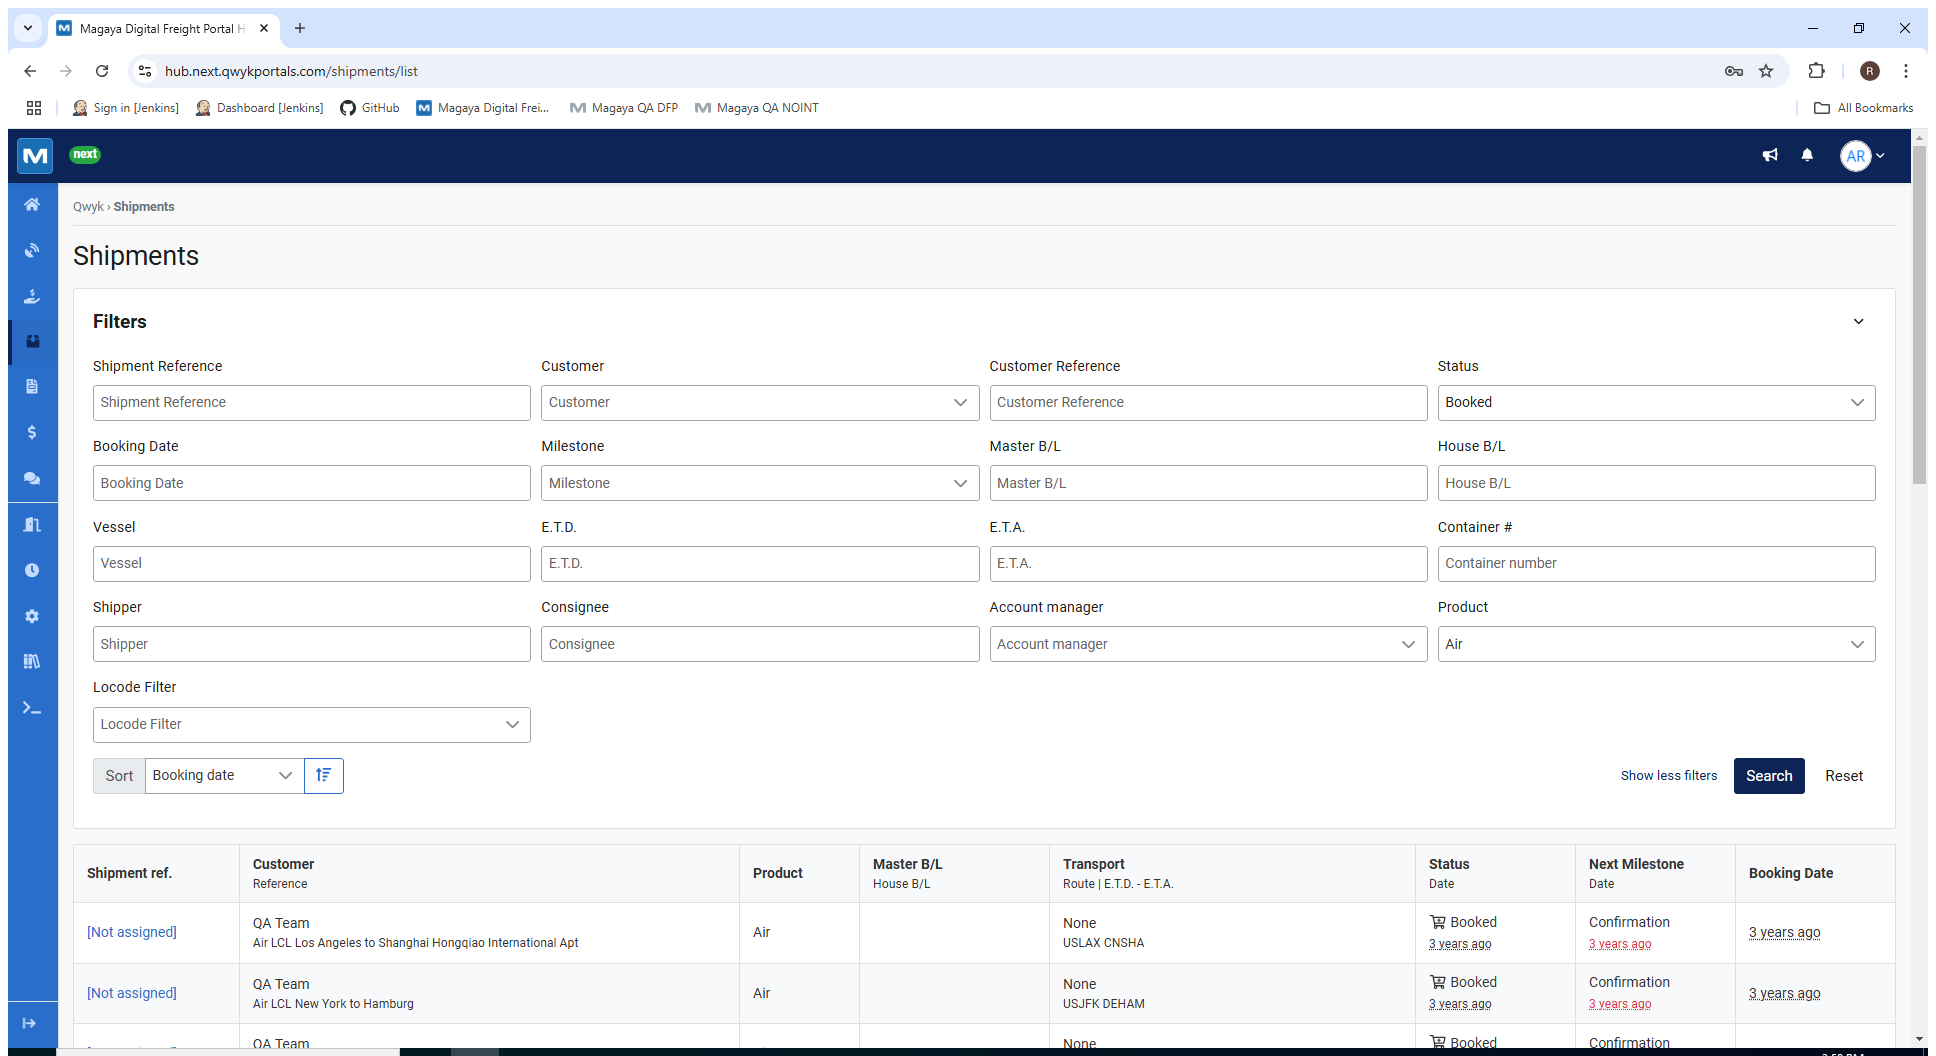 Magaya Digital Freight Portal H
hub.next.qwykportals.com/shipments/list
R
Sign in [Jenkins]
Dashboard [Jenkins]
GitHub
Magaya Digital Frei...
Magaya QA DFP
Magaya QA NOINT
All Bookmarks
next
AR
Qwyk › Shipments
Shipments
Filters
Shipment Reference
Customer
Customer Reference
Status
Shipment Reference
Customer
Customer Reference
Booked
Booking Date
Milestone
Master B/L
House B/L
Booking Date
Milestone
Master B/L
House B/L
Vessel
E.T.D.
E.T.A.
Container #
Vessel
E.T.D.
E.T.A.
Container number
Shipper
Consignee
Account manager
Product
Shipper
Consignee
Account manager
Air
Locode Filter
Locode Filter
Sort
Booking date
Show less filters
Search
Reset
Shipment ref.
Customer
Reference
Product
Master B/L
House B/L
Transport
Route | E.T.D. - E.T.A.
Status
Date
Next Milestone
Date
Booking Date
[Not assigned]
QA Team
Air LCL Los Angeles to Shanghai Hongqiao International Apt
Air
None
USLAX CNSHA
Booked
3 years ago
Confirmation
3 years ago
3 years ago
[Not assigned]
QA Team
Air LCL New York to Hamburg
Air
None
USJFK DEHAM
Booked
3 years ago
Confirmation
3 years ago
3 years ago
QA Team
None
Booked
Confirmation